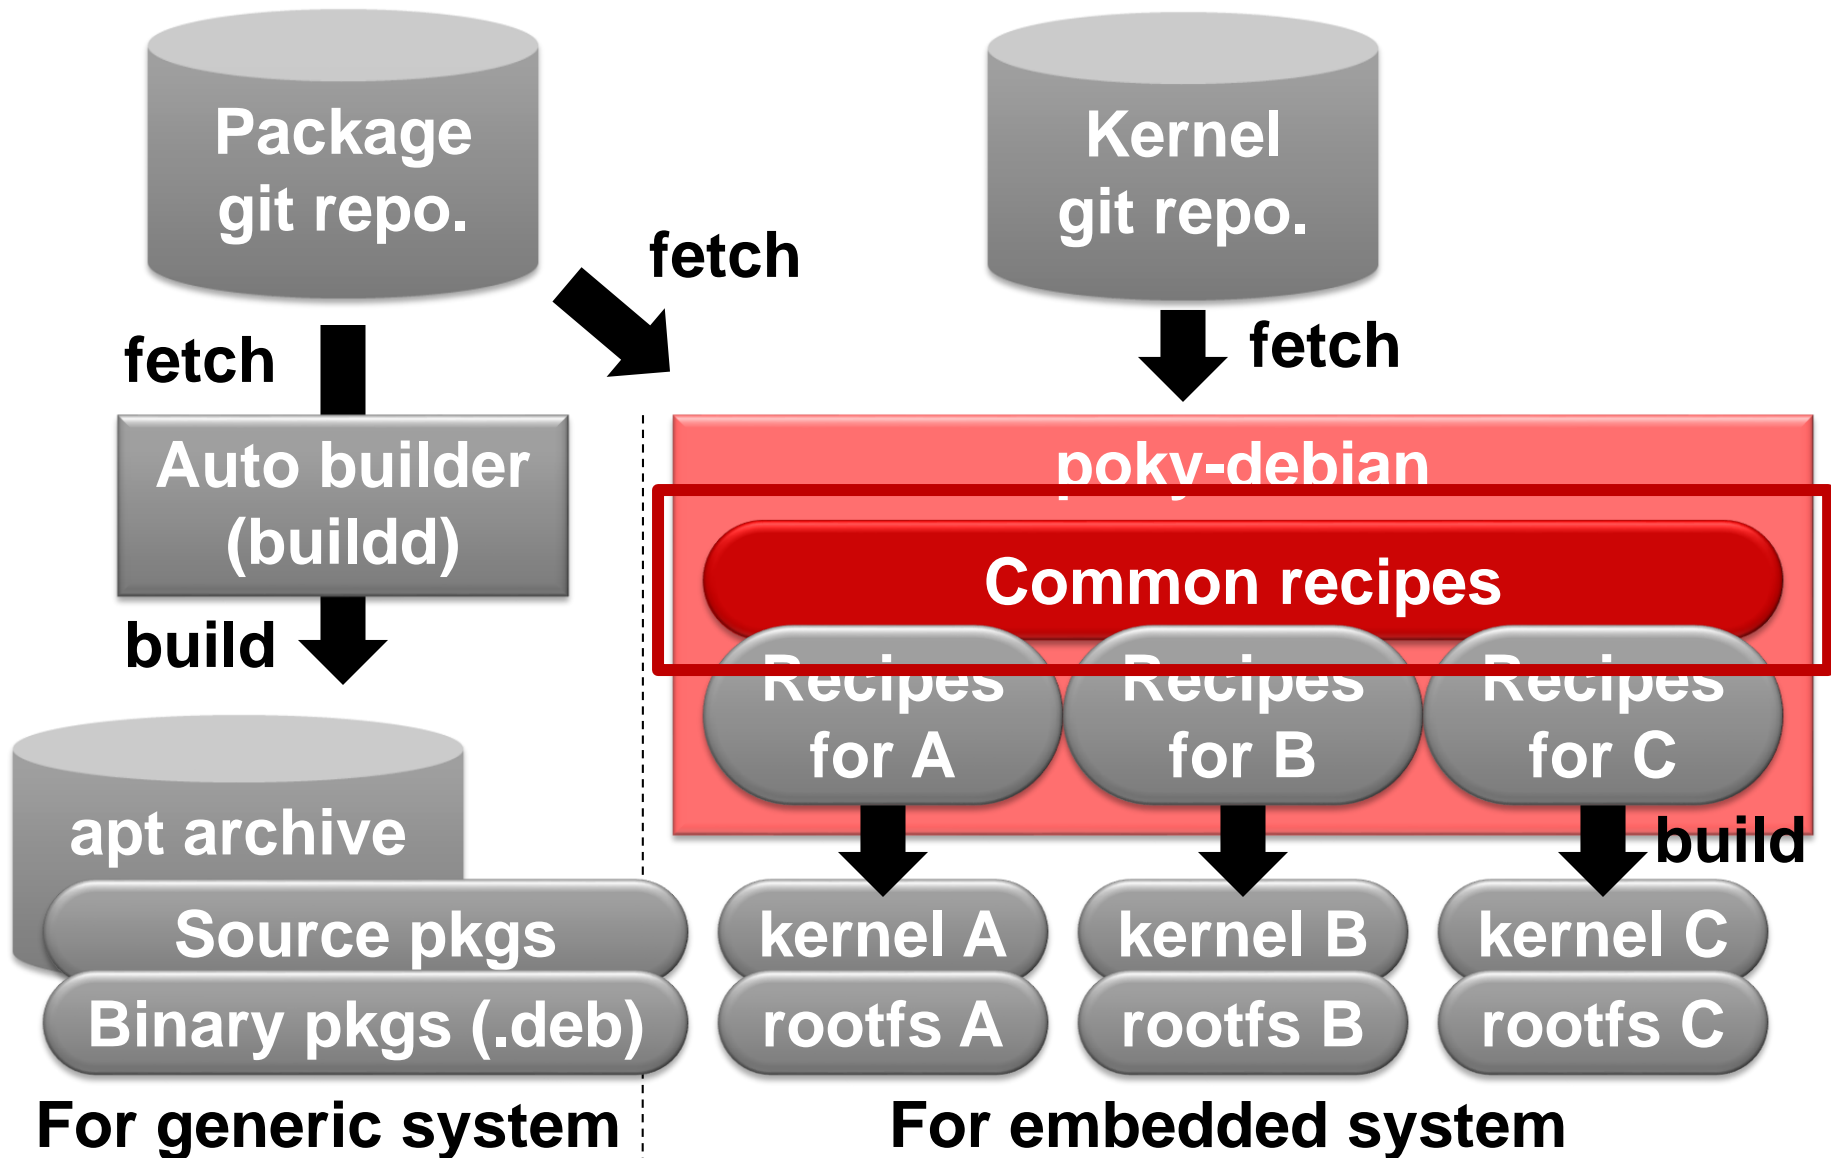 Package
git repo.
Kernel
git repo.
fetch
fetch
fetch
Auto builder
(buildd)
poky-debian
Common recipes
build
Recipes
for A
Recipes
for B
Recipes
for C
apt archive
build
Source pkgs
kernel A
kernel B
kernel C
Binary pkgs (.deb)
rootfs A
rootfs B
rootfs C
For generic system
For embedded system